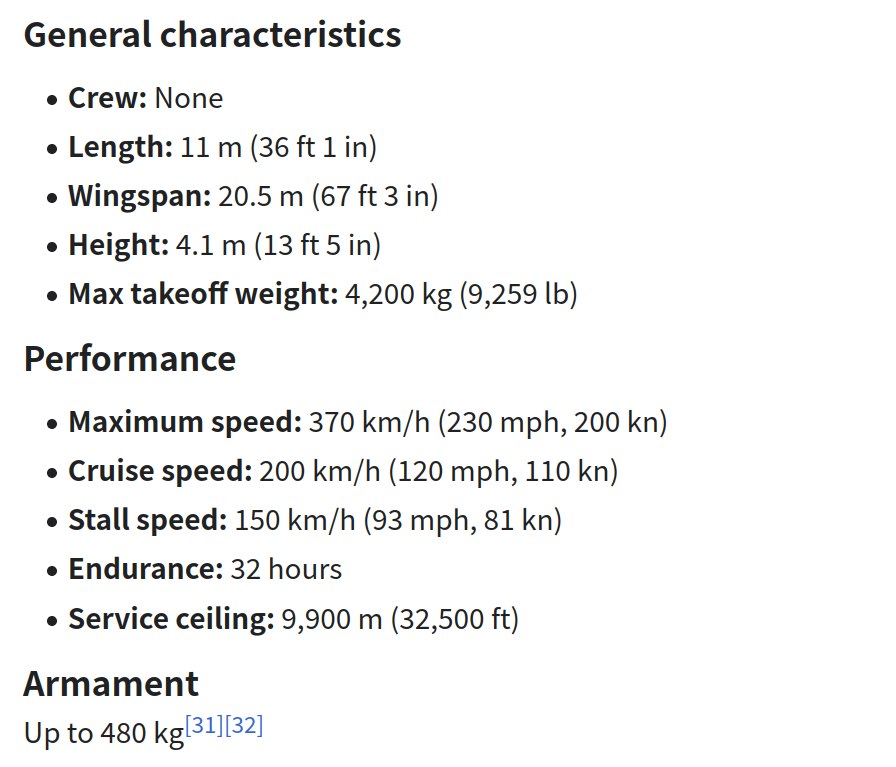 General characteristics
• Crew: None
• Length: 11 m (36 ft 1 in)
• Wingspan: 20.5 m (67 ft 3 in)
• Height: 4.1 m (13 ft 5 in)
• Max takeoff weight: 4,200 kg (9,259 lb)
Performance
• Maximum speed: 370 km/h (230 mph, 200 kn)
• Cruise speed: 200 km/h (120 mph, 110 kn)
• Stall speed: 150 km/h (93 mph, 81 kn)
• Endurance: 32 hours
• Service ceiling: 9,900 m (32,500 ft)
Armament
Up to 480 kg[31][32]